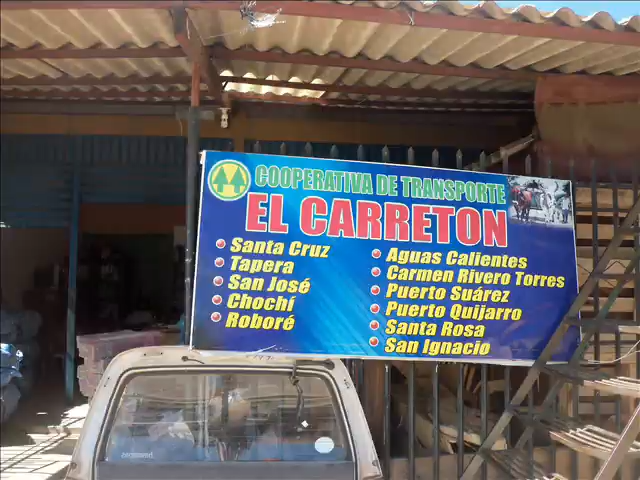 COOPERATIVA DE TRANSPORTE
EL CARRETON
Santa Cruz
Tapera
San José
Chochí
Roboré
Aguas Calientes
Carmen Rivero Torres
Puerto Suárez
Puerto Quijarro
Santa Rosa
San Ignacio